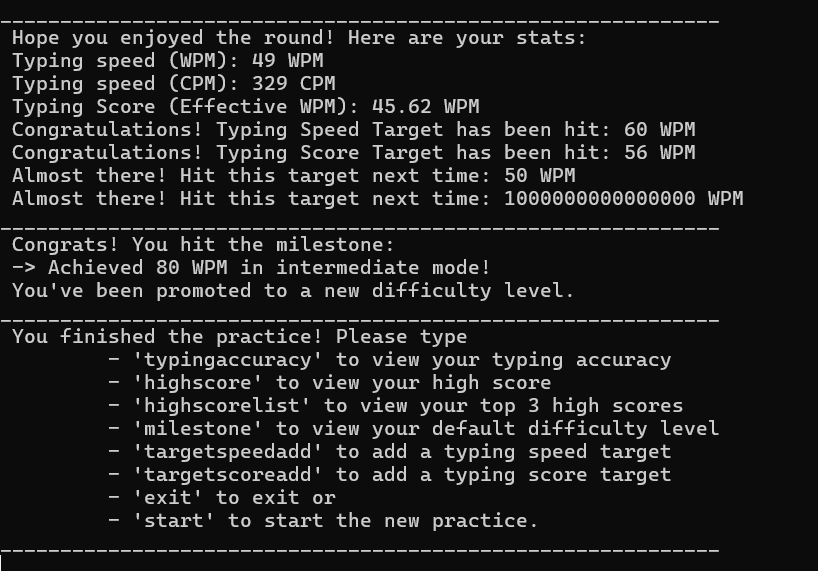 ____________________________________________________________
Hope you enjoyed the round! Here are your stats:
Typing speed (WPM): 49 WPM
Typing speed (CPM): 329 CPM
Typing Score (Effective WPM): 45.62 WPM
Congratulations! Typing Speed Target has been hit: 60 WPM
Congratulations! Typing Score Target has been hit: 56 WPM
Almost there! Hit this target next time: 50 WPM
Almost there! Hit this target next time: 1000000000000000 WPM
____________________________________________________________
Congrats! You hit the milestone:
-> Achieved 80 WPM in intermediate mode!
You've been promoted to a new difficulty level.
____________________________________________________________
You finished the practice! Please type
- 'typingaccuracy' to view your typing accuracy
- 'highscore' to view your high score
- 'highscorelist' to view your top 3 high scores
- 'milestone' to view your default difficulty level
- 'targetspeedadd' to add a typing speed target
- 'targetscoreadd' to add a typing score target
- 'exit' to exit or
- 'start' to start the new practice.
____________________________________________________________